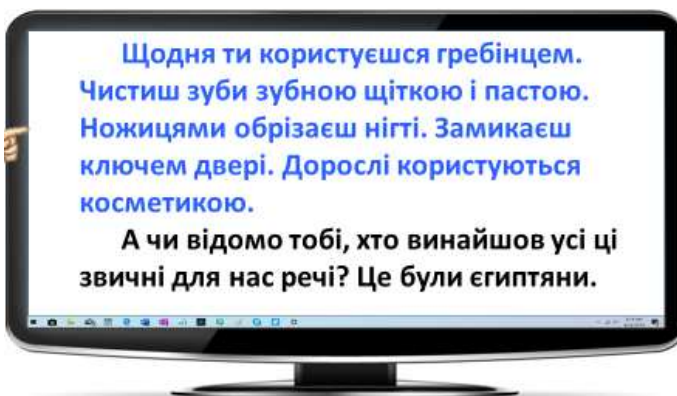 Щодня ти користуєшся гребінцем.
Чистиш зуби зубною щіткою і пастою.
Ножицями обрізаєш нігті. Замикаєш
ключем двері. Дорослі користуються
косметикою.
А чи відомо тобі, хто винайшов усі ці
звичні для нас речі? Це були єгиптяни.